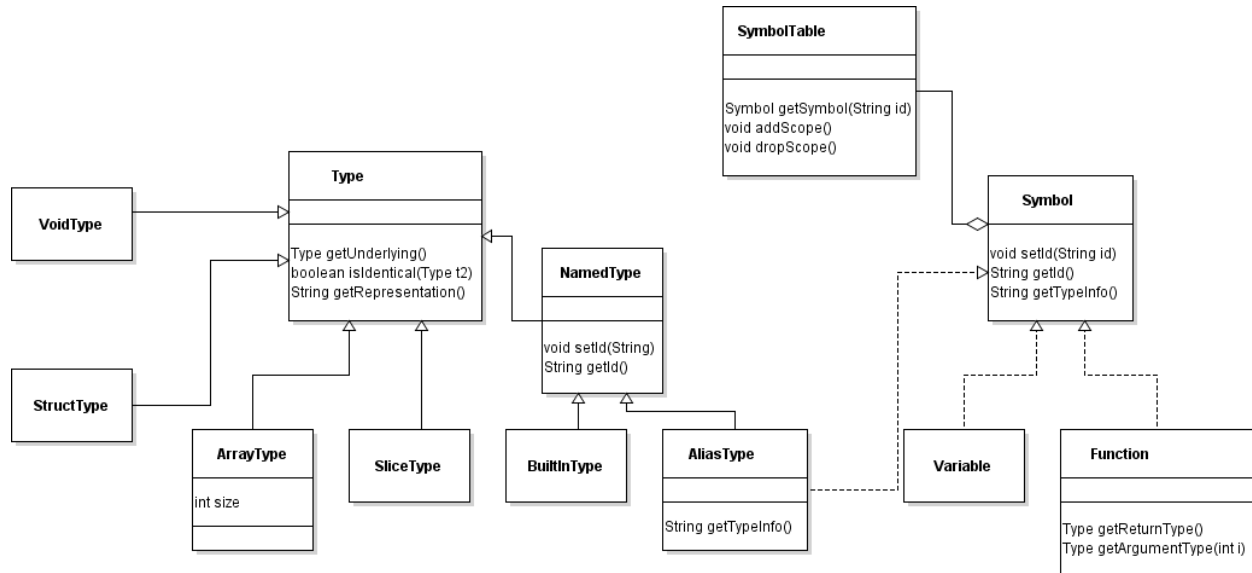 SymbolTable
Symbol getSymbol(String id)
void addScope()
void dropScope()
Type
Type getUnderlying()
boolean isIdentical(Type t2)
String getRepresentation()
VoidType
StructType
NamedType
void setId(String)
String getId()
Symbol
void setId(String id)
String getId()
String getTypeInfo()
ArrayType
int size
SliceType
BuiltInType
AliasType
String getTypeInfo()
Variable
Function
Type getReturnType()
Type getArgumentType(int i)